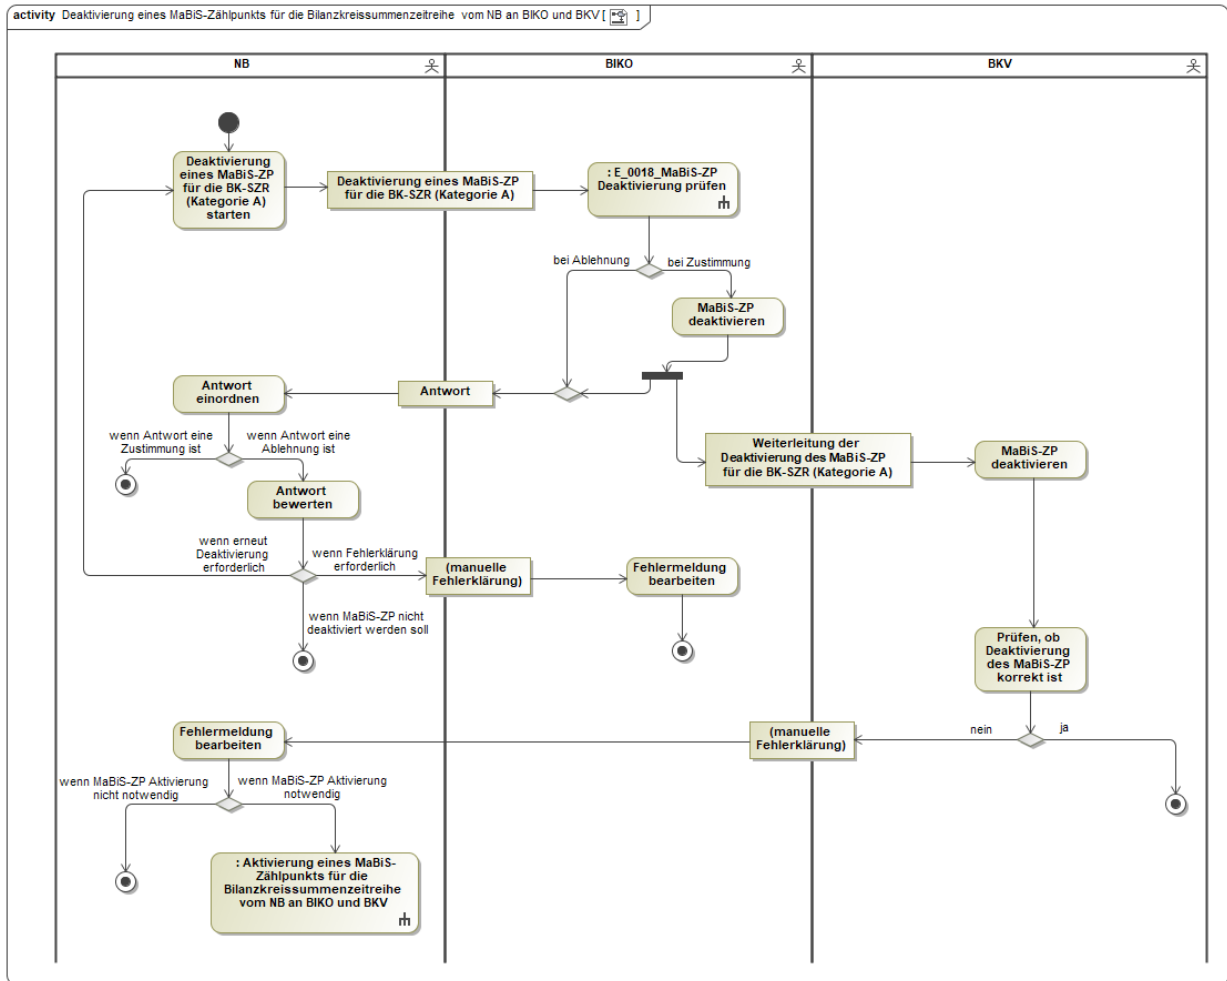 activity Deaktivierung eines MaBiS-Zählpunkts für die Bilanzkreissummenzeitreihe vom NB an BIKO und BKV [ ]
NB
BIKO
BKV
Deaktivierung
eines MaBiS-ZP
für die BK-SZR
(Kategorie A)
starten
Deaktivierung eines MaBiS-ZP
für die BK-SZR (Kategorie A)
: E_0018_MaBiS-ZP
Deaktivierung prüfen
bei Ablehnung
bei Zustimmung
MaBiS-ZP
deaktivieren
Antwort
einordnen
Antwort
wenn Antwort eine
Zustimmung ist
wenn Antwort eine
Ablehnung ist
Weiterleitung der
Deaktivierung des MaBiS-ZP
für die BK-SZR (Kategorie A)
MaBiS-ZP
deaktivieren
Antwort
bewerten
wenn erneut
Deaktivierung
erforderlich
wenn Fehlerklärung
erforderlich
(manuelle
Fehlerklärung)
Fehlermeldung
bearbeiten
wenn MaBiS-ZP nicht
deaktiviert werden soll
Prüfen, ob
Deaktivierung
des MaBiS-ZP
korrekt ist
Fehlermeldung
bearbeiten
(manuelle
Fehlerklärung)
nein
ja
wenn MaBiS-ZP Aktivierung
nicht notwendig
wenn MaBiS-ZP Aktivierung
notwendig
: Aktivierung eines MaBiS-
Zählpunkts für die
Bilanzkreissummenzeitreihe
vom NB an BIKO und BKV